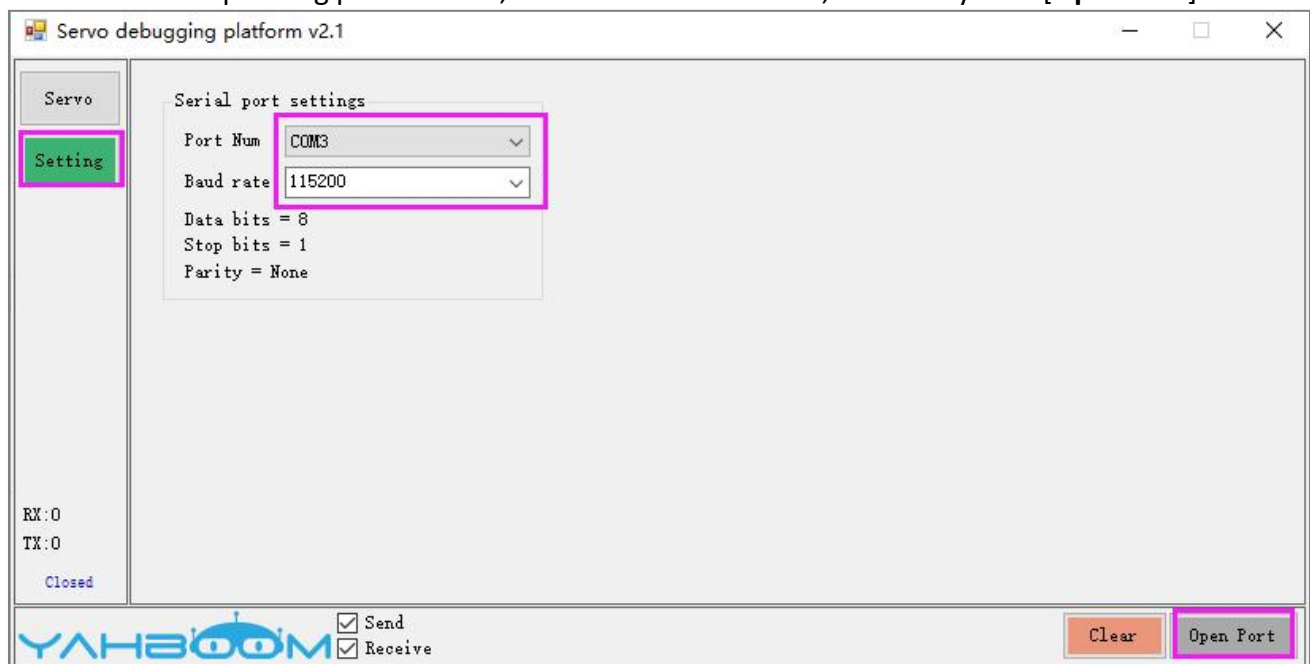 Servo debugging platform v2.1
Servo
Setting
Serial port settings
Port Num COM3
Baud rate 115200
Data bits = 8
Stop bits = 1
Parity = None
RX:0
TX:0
Closed
YAHBOOM
Send
Receive
Clear
Open Port